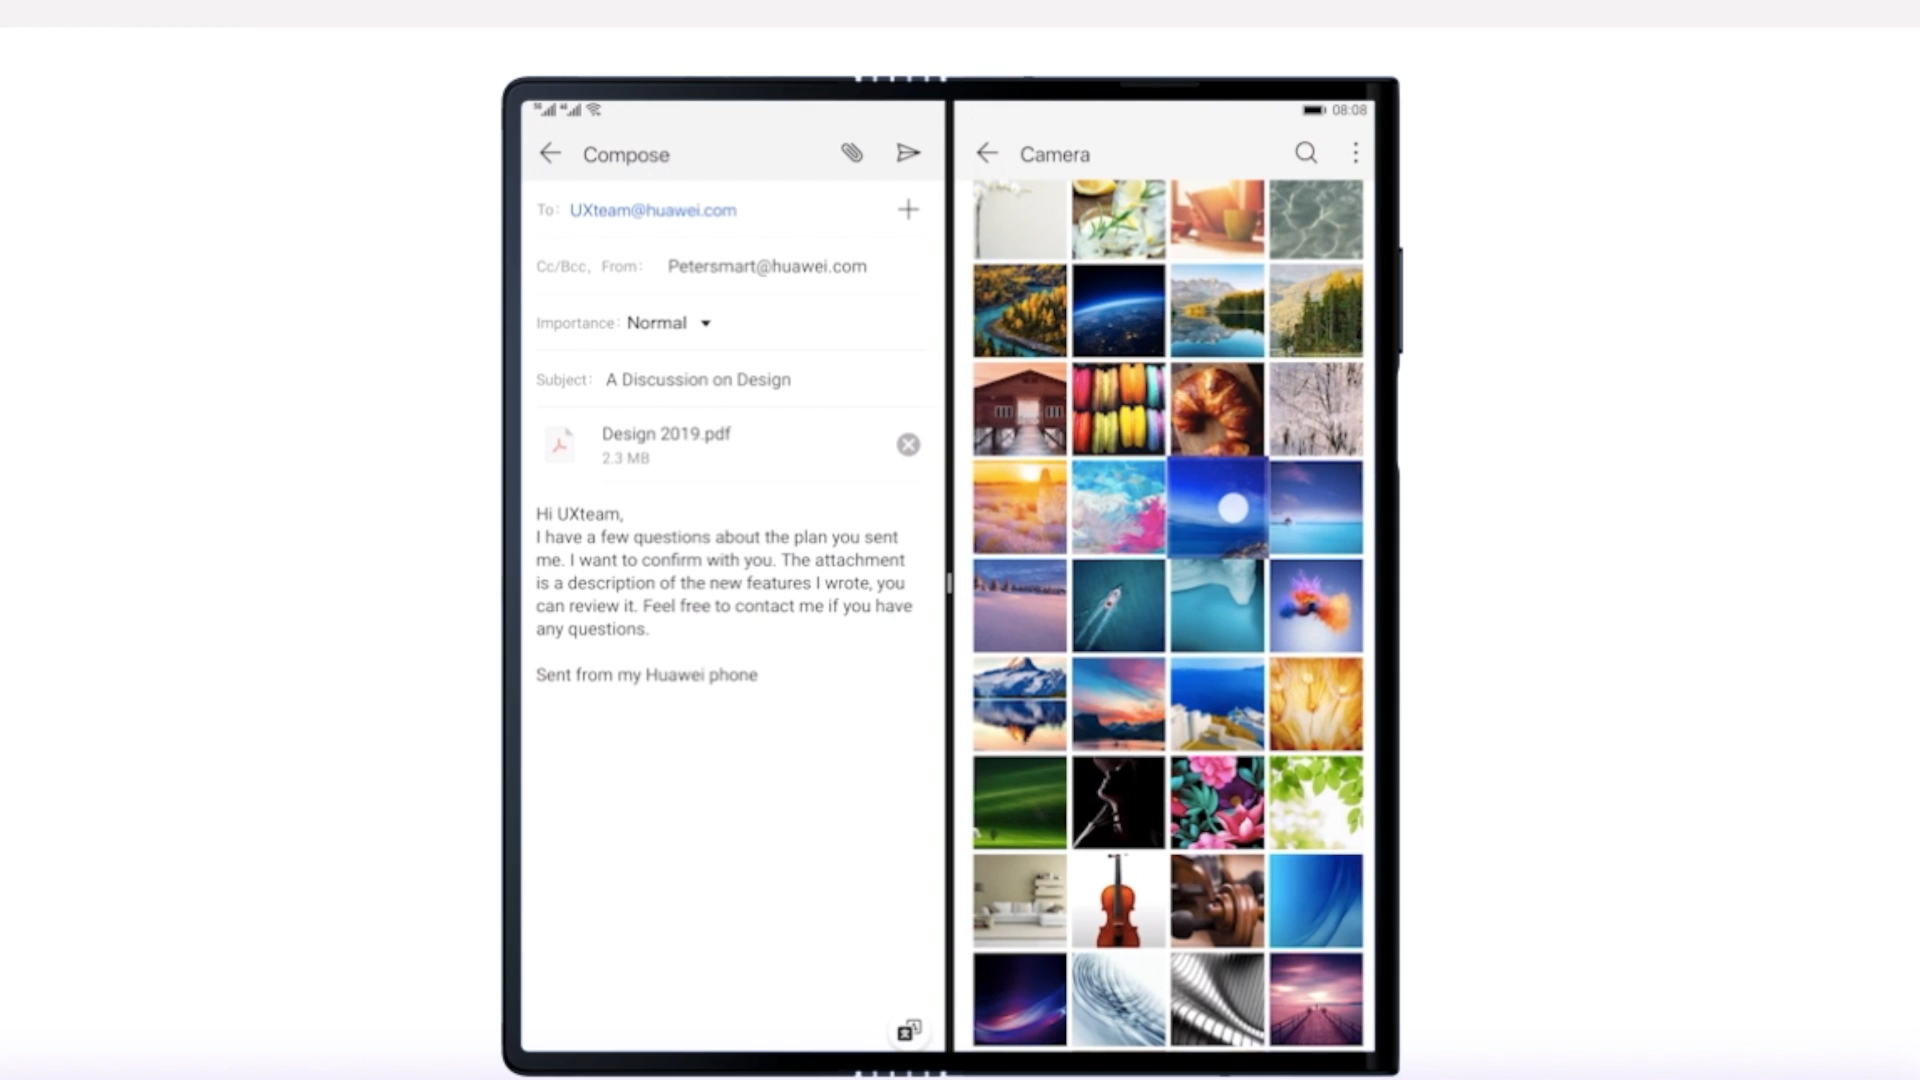 5G 4G
08:08
Compose
To: UXteam@huawei.com
Cc/Bcc, From: Petersmart@huawei.com
Importance: Normal
Subject: A Discussion on Design
Design 2019.pdf
2.3 MB
Hi UXteam,
I have a few questions about the plan you sent
me. I want to confirm with you. The attachment
is a description of the new features I wrote, you
can review it. Feel free to contact me if you have
any questions.
Sent from my Huawei phone
Camera